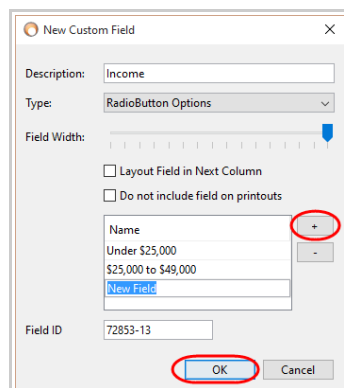 New Custom Field
Description: Income
Type: RadioButton Options
Field Width:
Layout Field in Next Column
Do not include field on printouts
Name +
Under $25,000 -
$25,000 to $49,000
New Field
Field ID 72853-13
OK Cancel